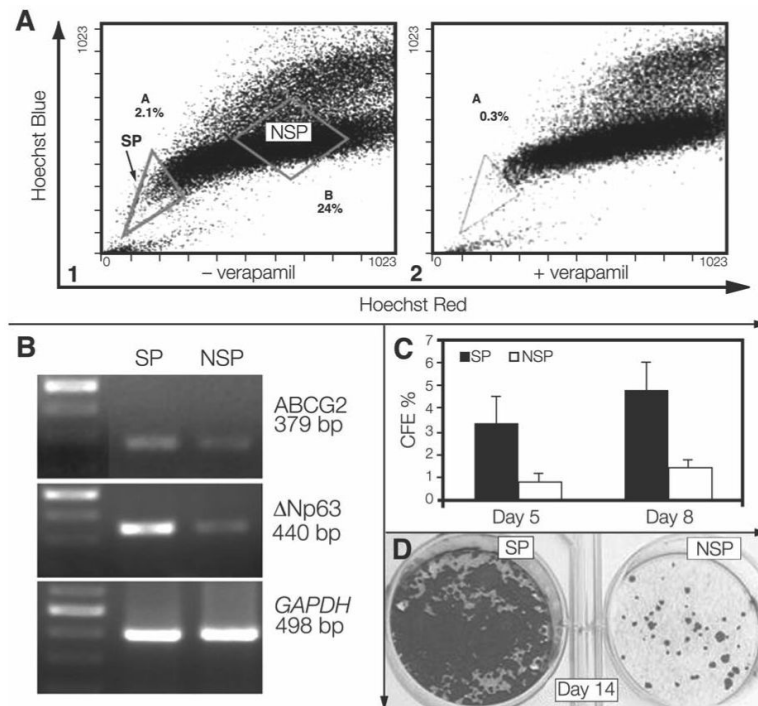 A
1023
1023
Hoechst Blue
A
2.1%
SP
NSP
B
24%
A
0.3%
0
1023
0
1023
1
– verapamil
2
+ verapamil
Hoechst Red
B
SP
NSP
ABCG2
379 bp
ΔNp63
440 bp
GAPDH
498 bp
C
CFE %
7
6
5
4
3
2
1
0
SP
NSP
Day 5
Day 8
D
SP
NSP
Day 14